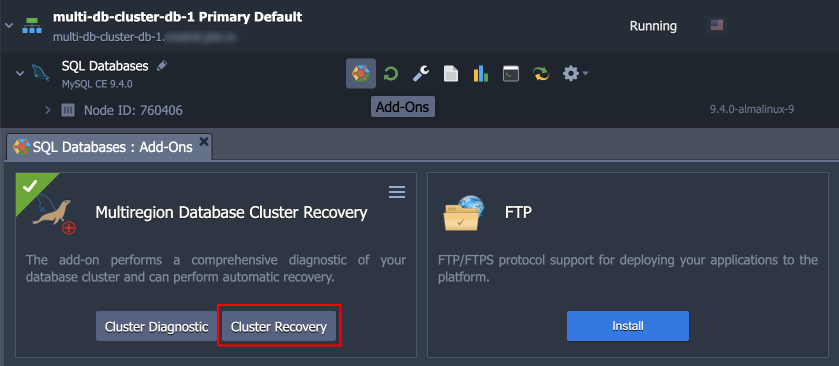 multi-db-cluster-db-1 Primary Default
multi-db-cluster-db-1.
Running
SQL Databases
MySQL CE 9.4.0
Add-Ons
Node ID: 760406
9.4.0-almalinux-9
SQL Databases : Add-Ons
Multiregion Database Cluster Recovery
The add-on performs a comprehensive diagnostic of your
database cluster and can perform automatic recovery.
Cluster Diagnostic
Cluster Recovery
FTP
FTP/FTPS protocol support for deploying your applications to the
platform.
Install